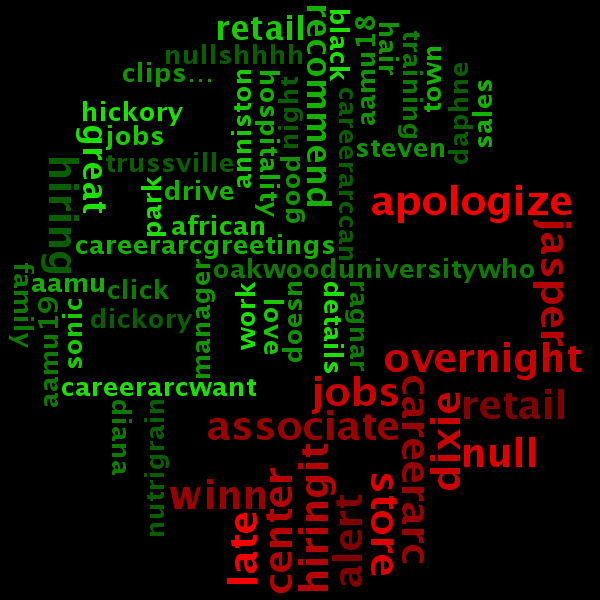 retail
recommend
black
aamu18
hair
training
town
nullshhhh
clips...
anniston
hospitality
good
night
careerarccan
daphne
sales
hickory
great
jobs
steven
hiring
trussville
park
drive
apologize
african
jasper
careerarcgreetings
family
aamu
click
manager
oakwooduniversitywho
aamu19
sonic
dickory
work
love
doesn
details
ragnar
overnight
careerarcwant
jobs
careerarc
dixie
retail
diana
nutrigrain
associate
null
winn
center
hiringit
alert
store
late